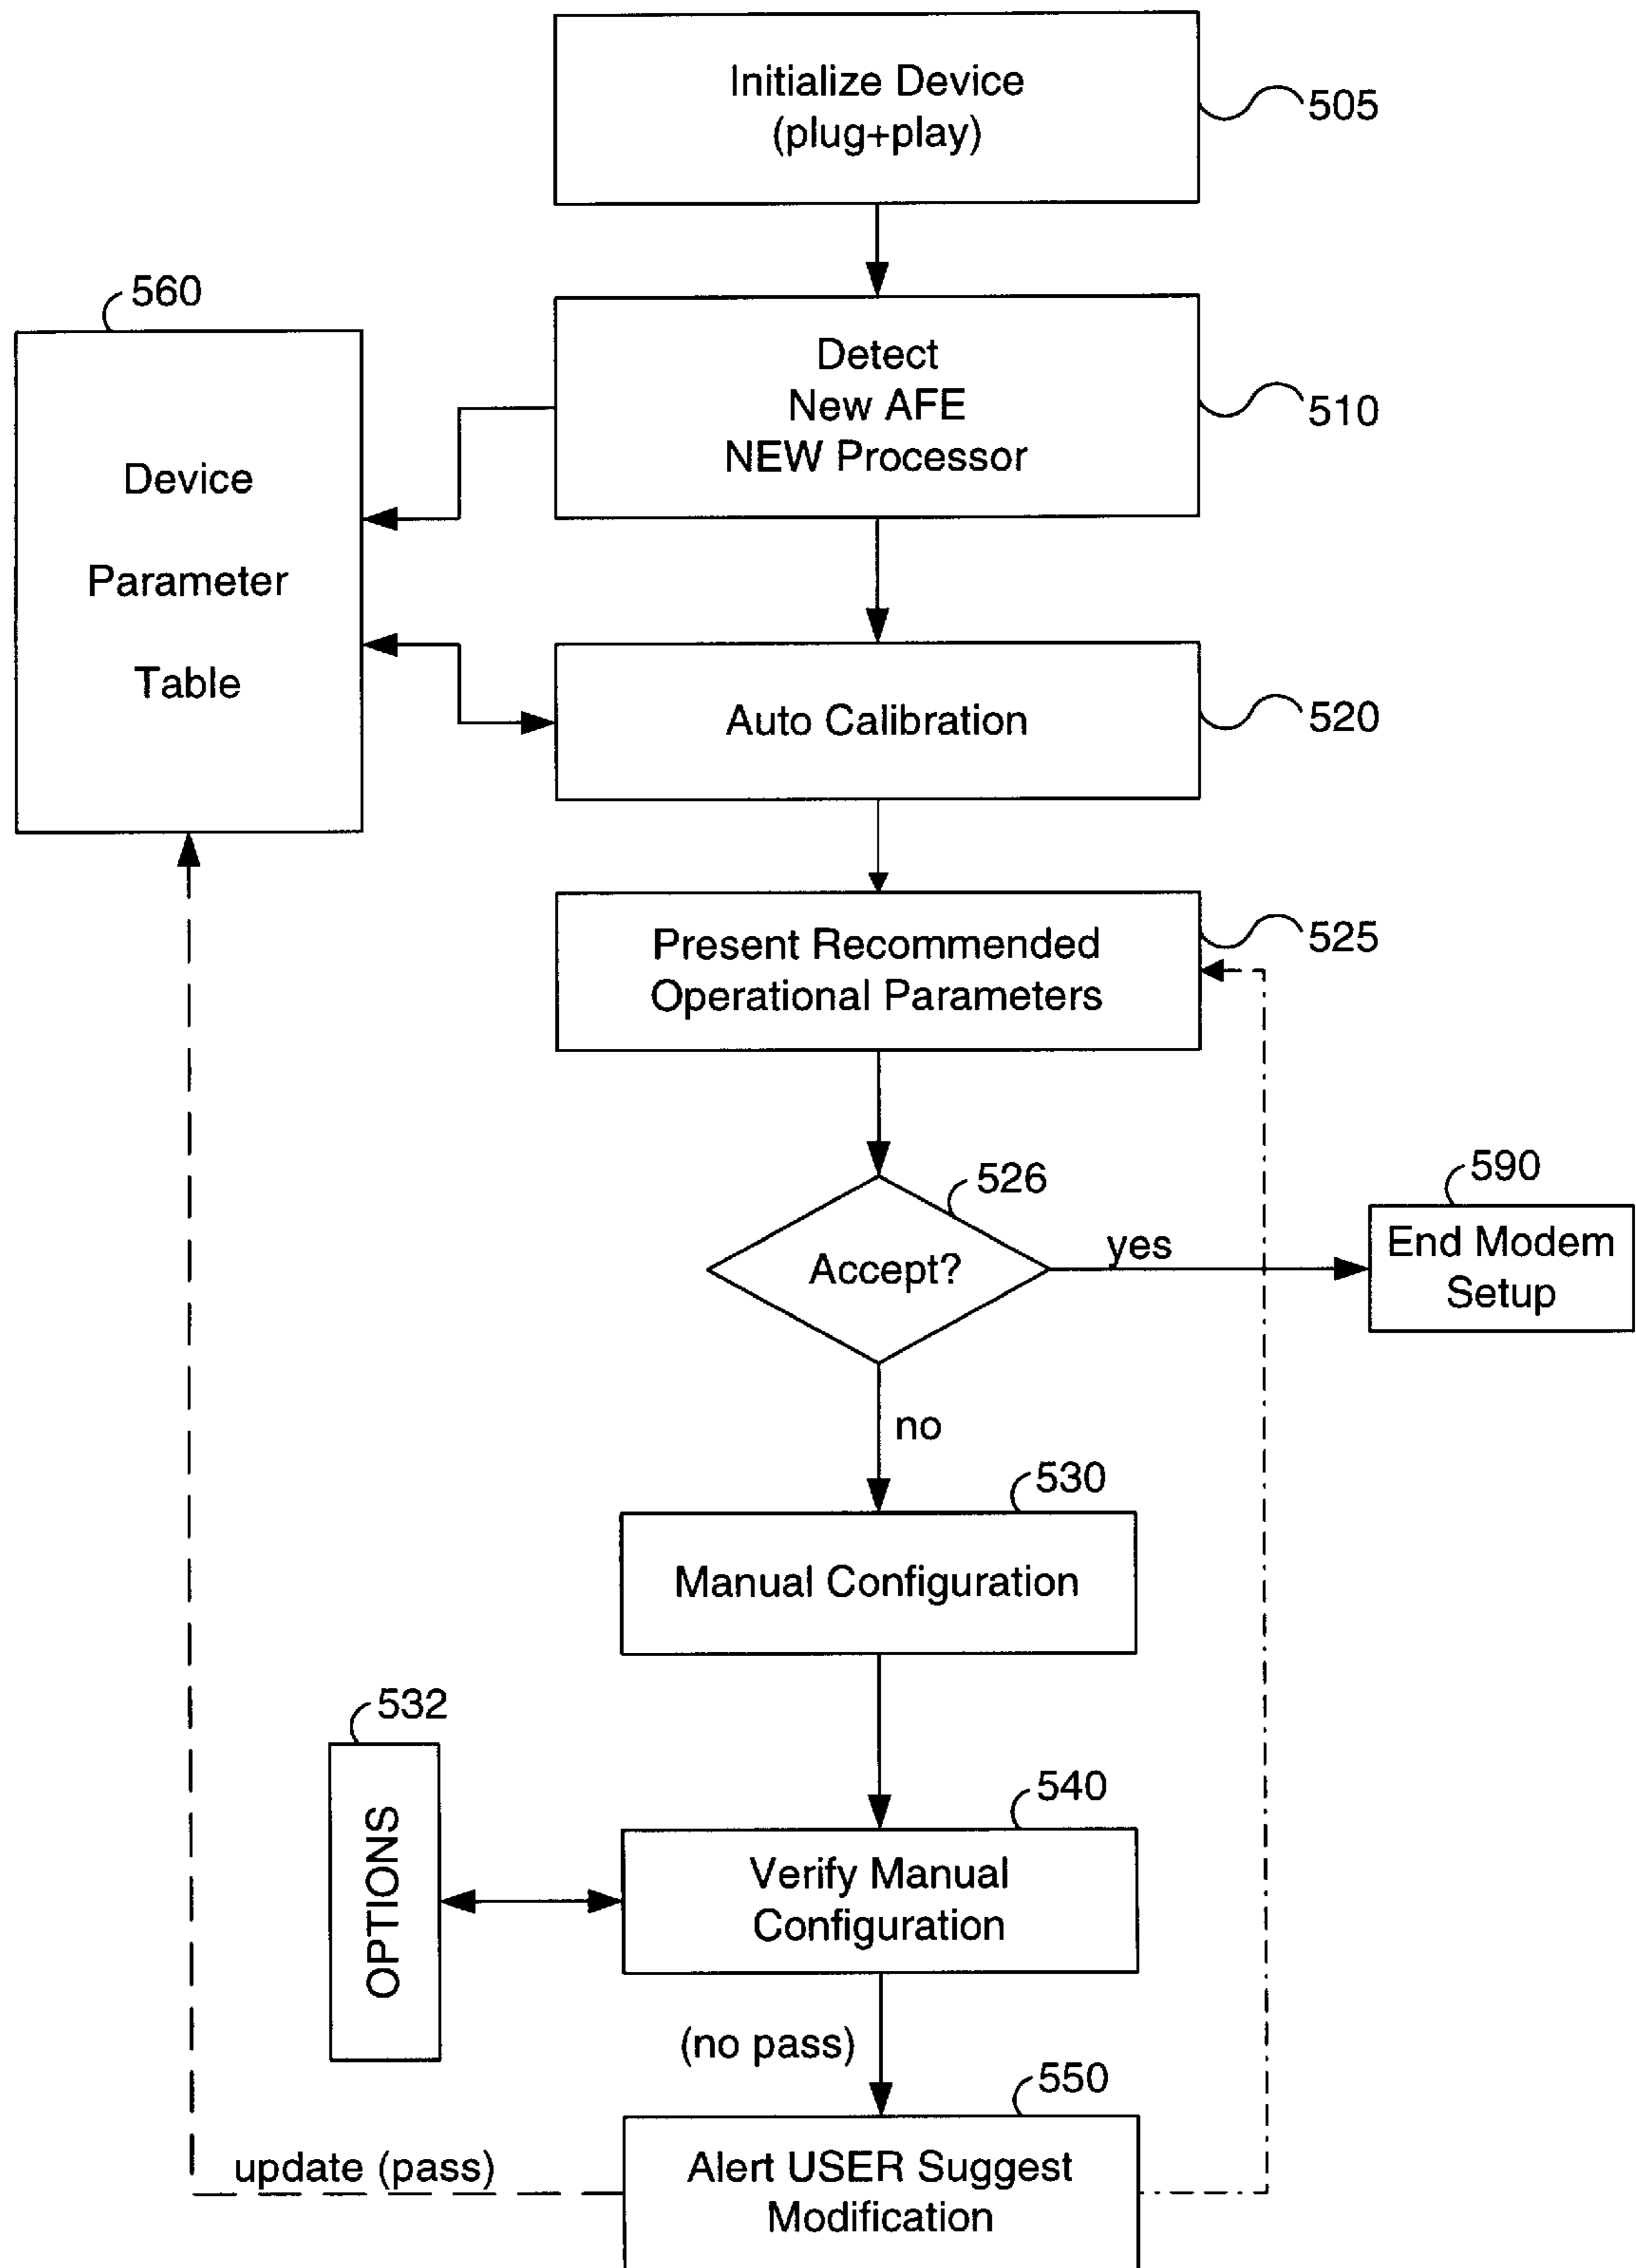 Initialize Device
(plug+play)
505
560
Detect
New AFE
NEW Processor
510
Device
Parameter
Table
Auto Calibration
520
Present Recommended
Operational Parameters
525
526
Accept?
yes
590
End Modem
Setup
no
530
Manual Configuration
532
OPTIONS
540
Verify Manual
Configuration
(no pass)
550
update (pass)
Alert USER Suggest
Modification